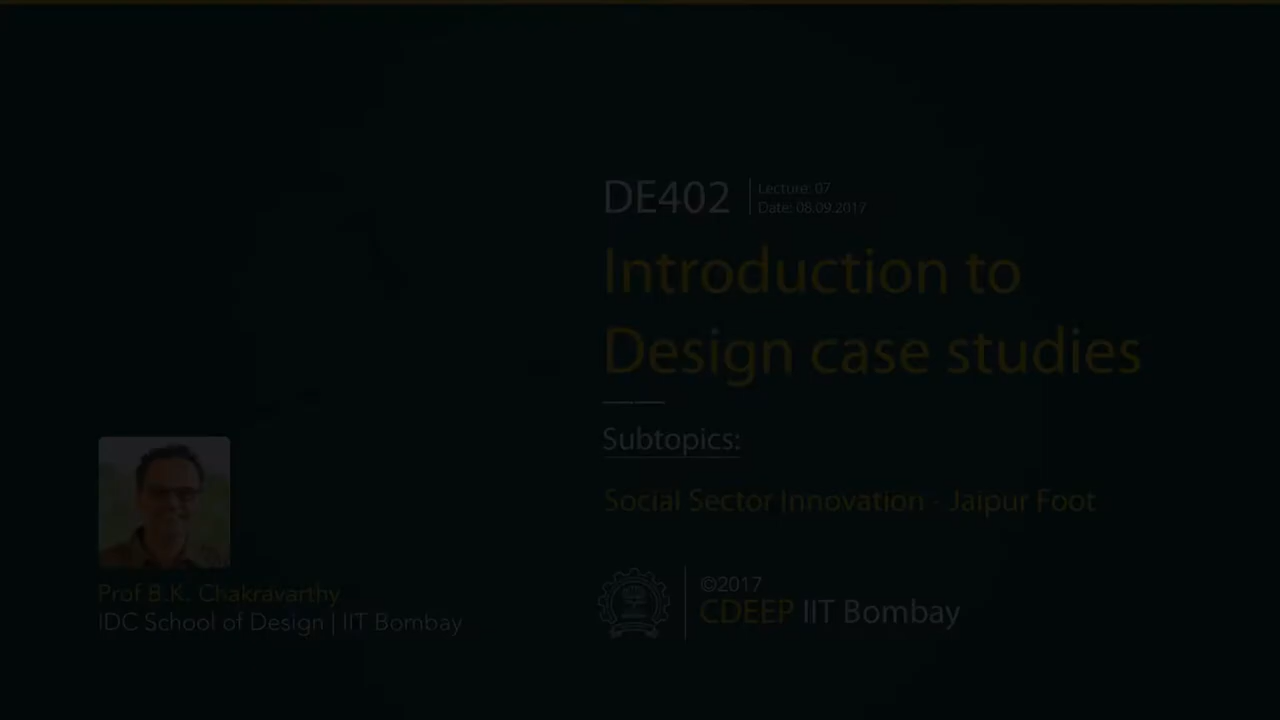 DE402
Lecture: 07
Date: 08.09.2017
Introduction to
Design case studies
Subtopics:
Social Sector Innovation - Jaipur Foot
Prof B.K. Chakravarthy
IDC School of Design | IIT Bombay
©2017
CDEEP IIT Bombay